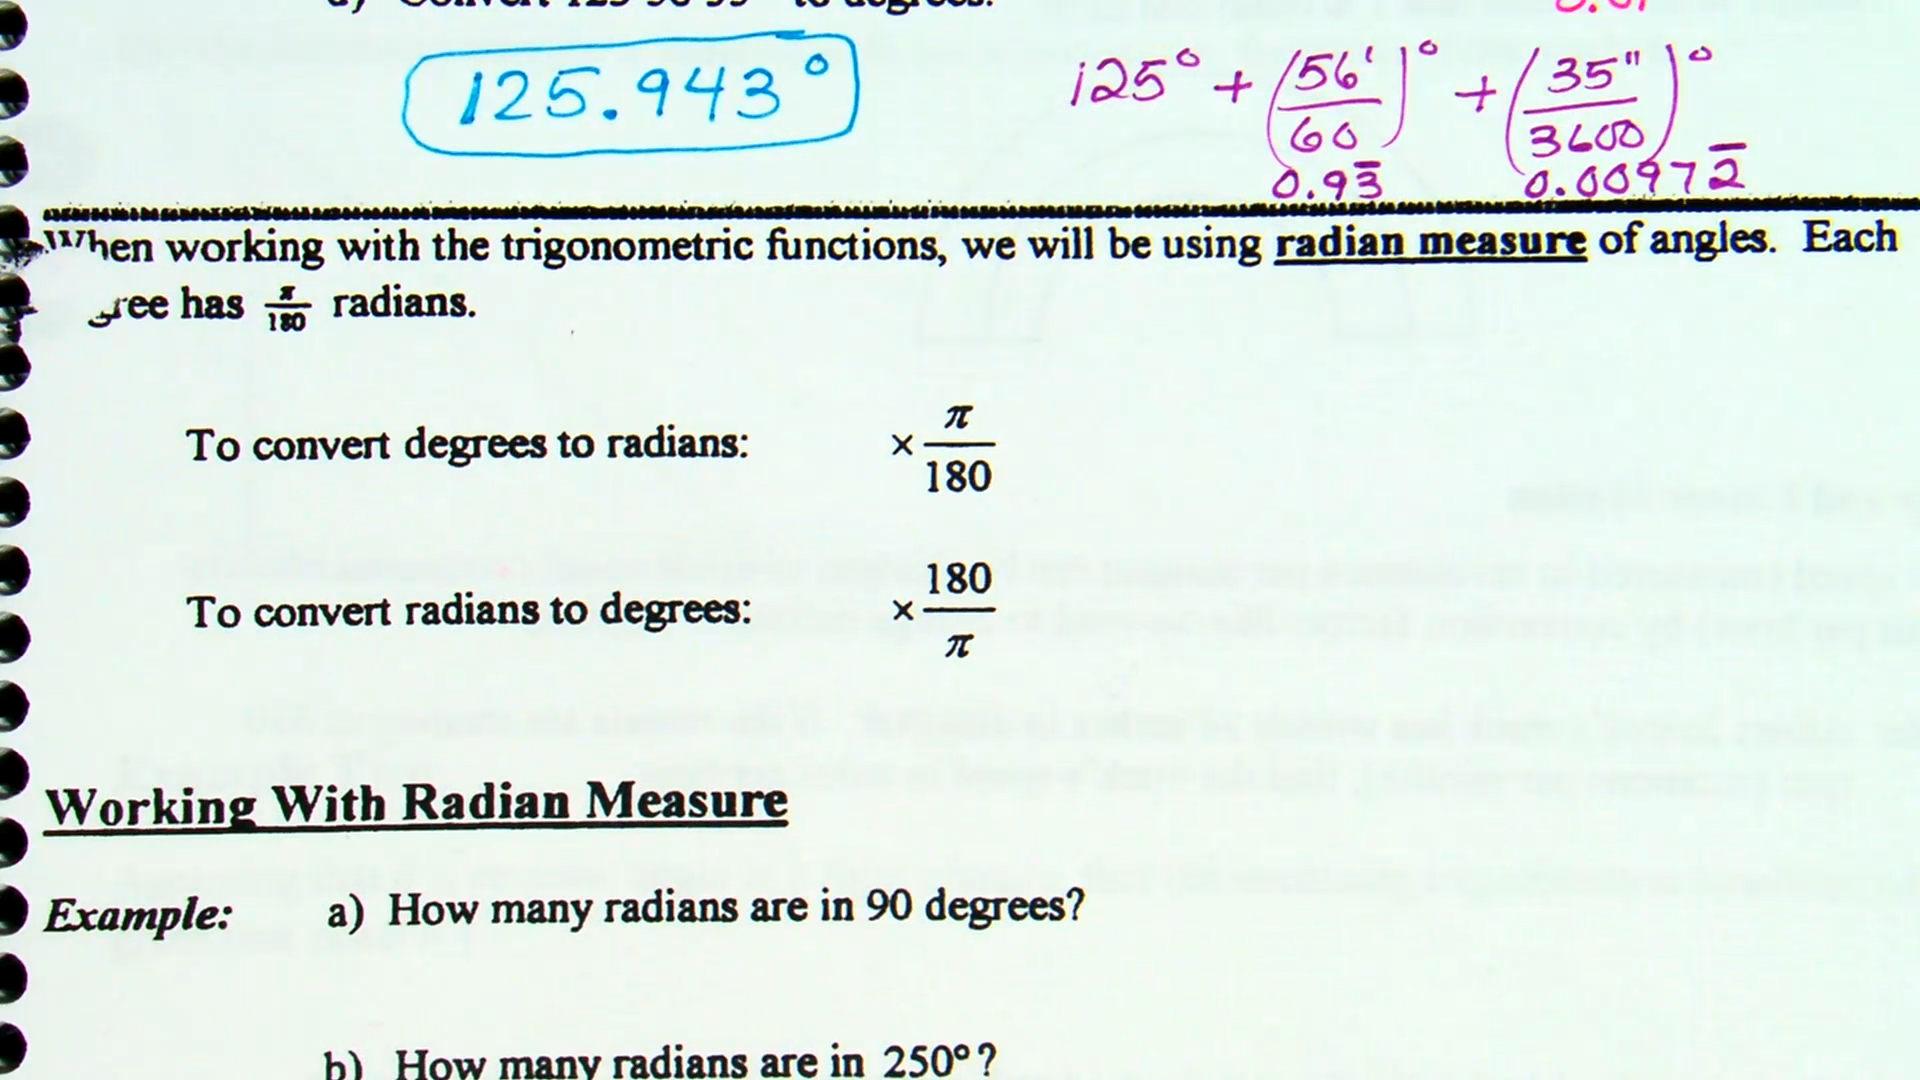 125.943° 125° + (56'/60)° + (35"/3600)°
0.93̅ 0.00972̅
When working with the trigonometric functions, we will be using radian measure of angles. Each
ree has π/180 radians.
To convert degrees to radians: × π/180
To convert radians to degrees: × 180/π
Working With Radian Measure
Example: a) How many radians are in 90 degrees?
b) How many radians are in 250°?